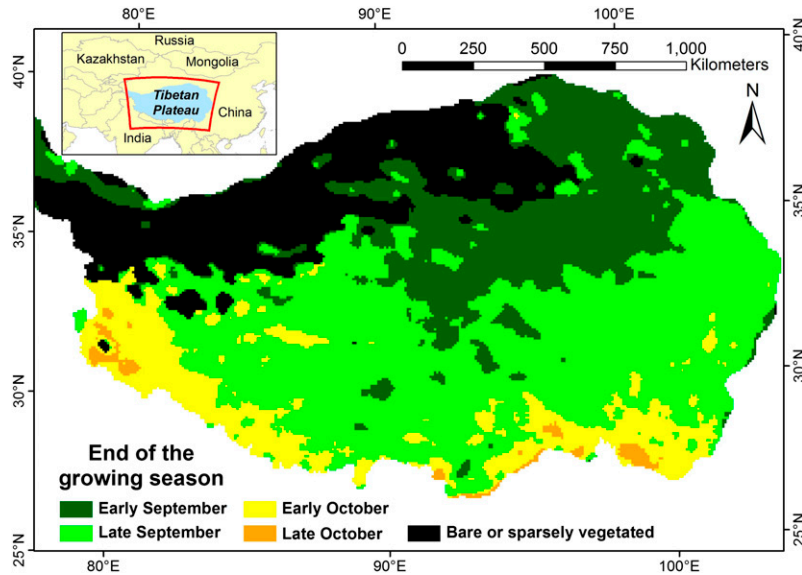 80°E 90°E 100°E
Russia
Kazakhstan
Mongolia
Tibetan
Plateau
China
India
0 250 500 750 1,000
Kilometers
N
40°N 40°N
35°N 35°N
30°N 30°N
25°N 25°N
End of the
growing season
Early September
Early October
Late September
Late October
Bare or sparsely vegetated
80°E 90°E 100°E